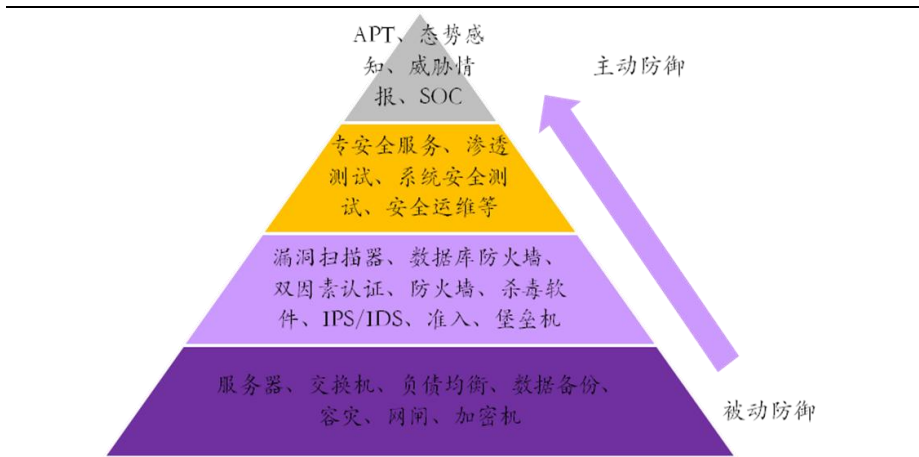 APT、态势感
知、威胁情
报、SOC
主动防御
专安全服务、渗透
测试、系统安全测
试、安全运维等
漏洞扫描器、数据库防火墙、
双因素认证、防火墙、杀毒软
件、IPS/IDS、准入、堡垒机
服务器、交换机、负债均衡、数据备份、
容灾、网闸、加密机
被动防御